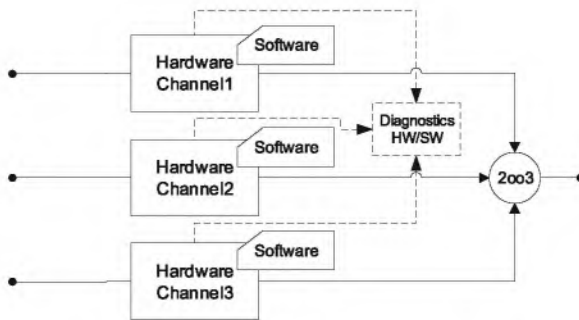 Software
Hardware
Channel1
Diagnostics
HW/SW
Software
Hardware
Channel2
2oo3
Software
Hardware
Channel3